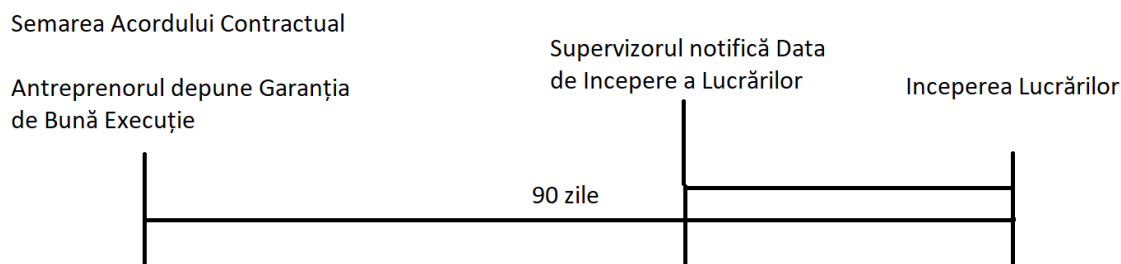 Semarea Acordului Contractual
Antreprenorul depune Garanția
de Bună Execuție
Supervizorul notifică Data
de Incepere a Lucrărilor
Inceperea Lucrărilor
90 zile